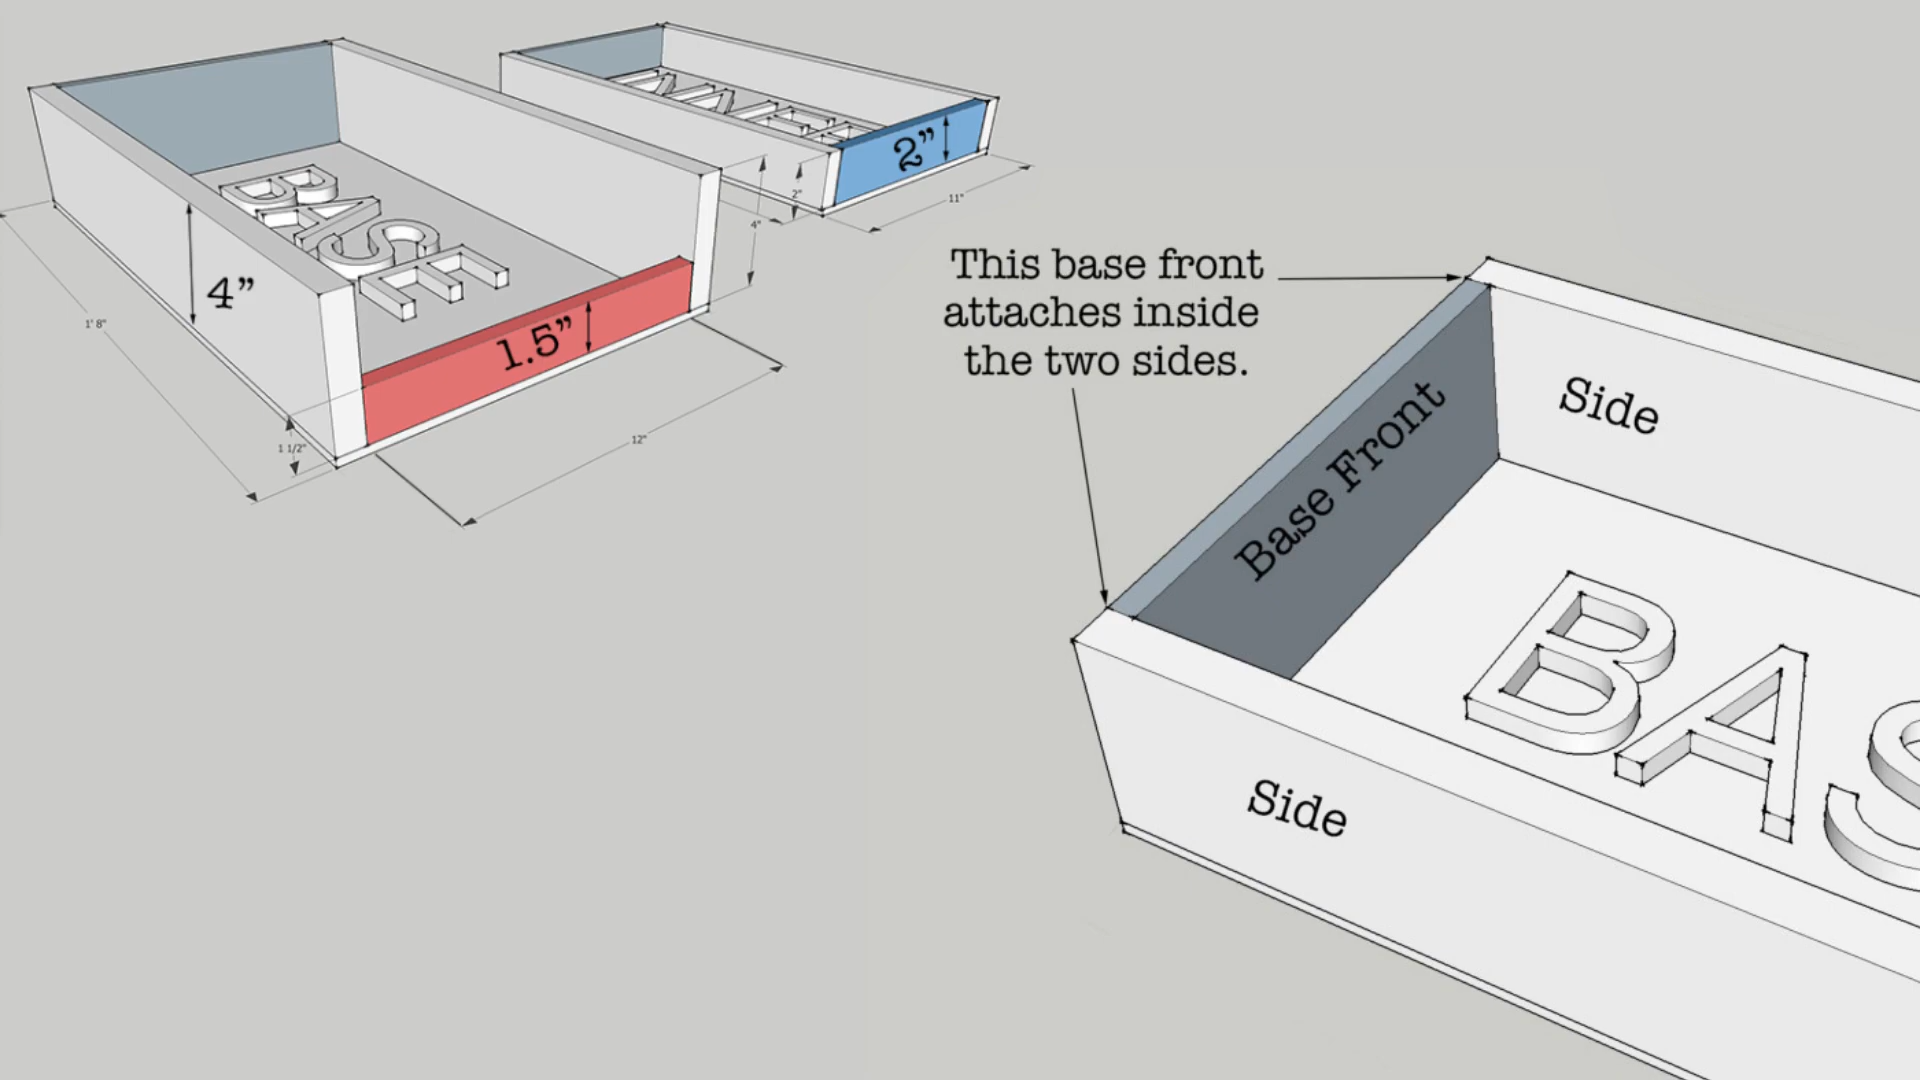 BASE
4”
1.5”
1' 8"
1 1/2"
12"
4"
2"
2”
11"
This base front
attaches inside
the two sides.
Base Front
Side
Side
BAS